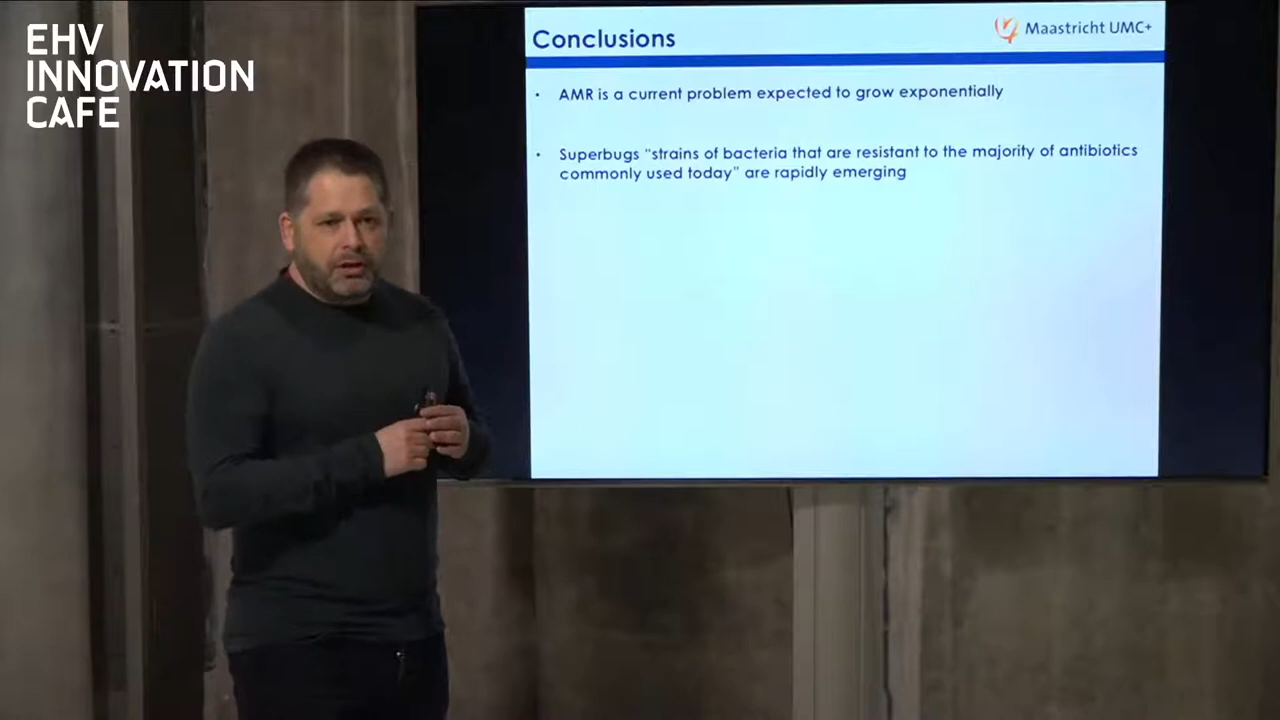 EHV
INNOVATION
CAFE
Conclusions
Maastricht UMC+
· AMR is a current problem expected to grow exponentially
· Superbugs “strains of bacteria that are resistant to the majority of antibiotics
commonly used today” are rapidly emerging